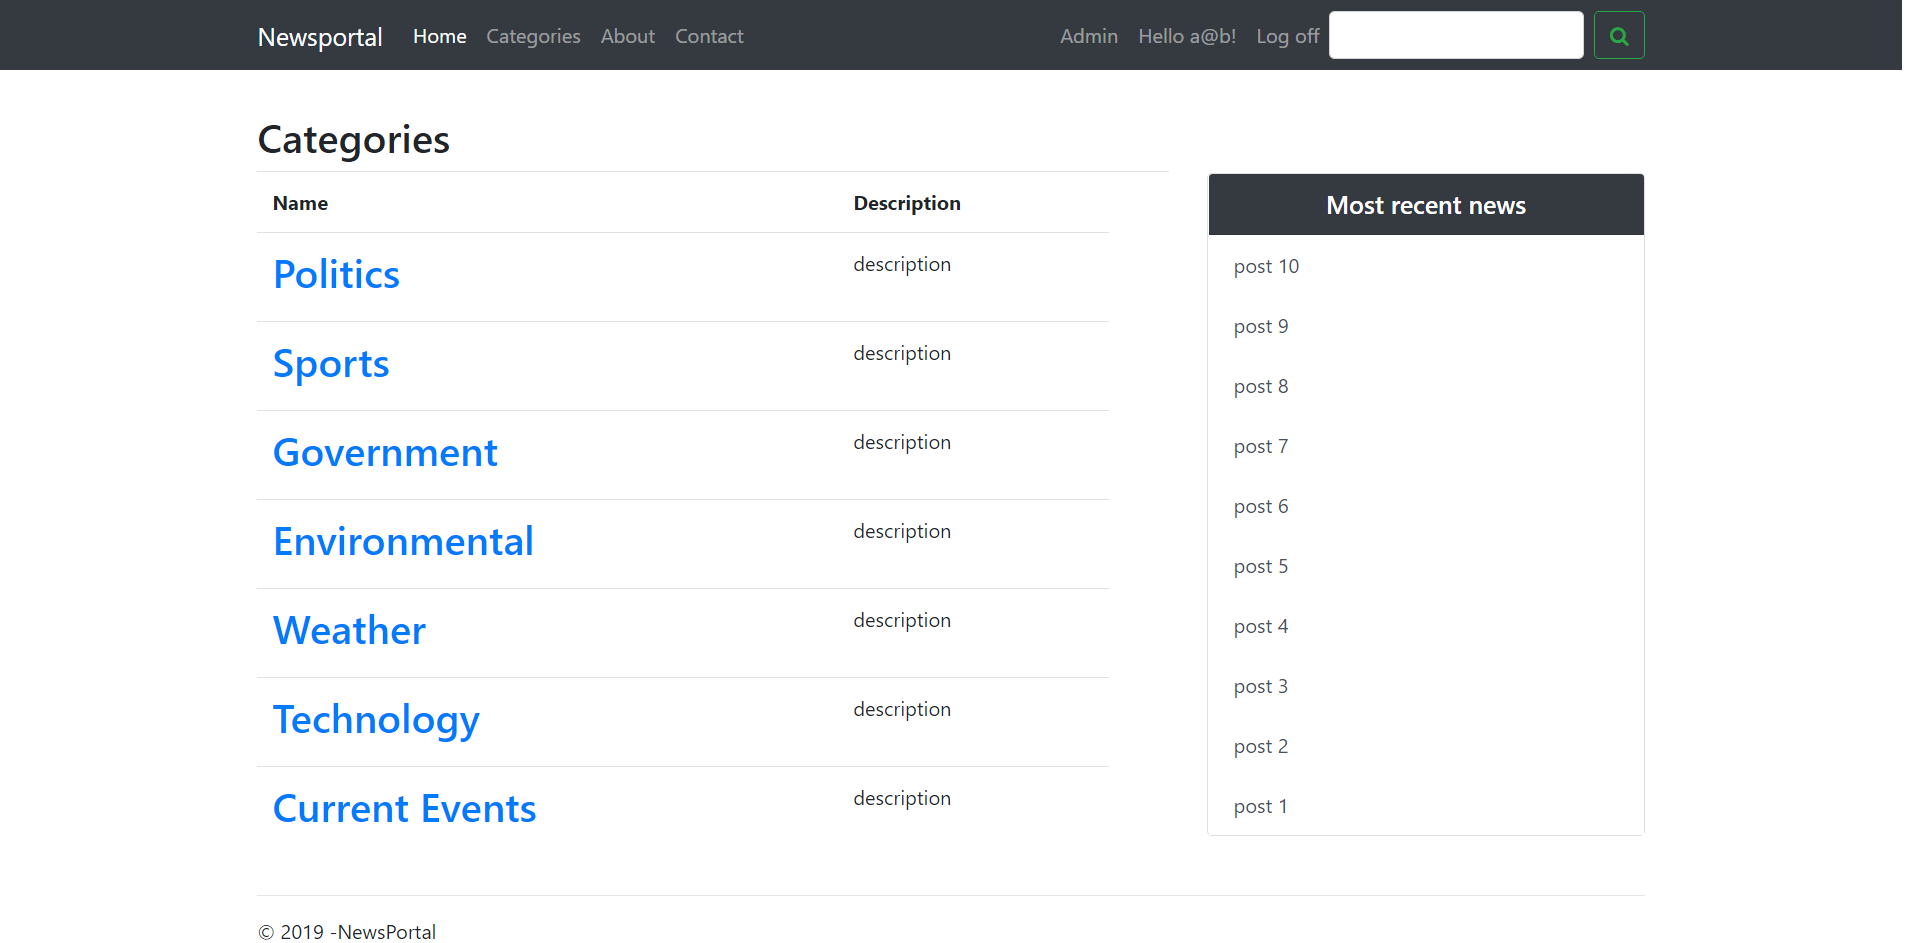 Newsportal Home Categories About Contact Admin Hello a@b! Log off
Categories
Name Description
Politics description
Sports description
Government description
Environmental description
Weather description
Technology description
Current Events description
Most recent news
post 10
post 9
post 8
post 7
post 6
post 5
post 4
post 3
post 2
post 1
© 2019 -NewsPortal